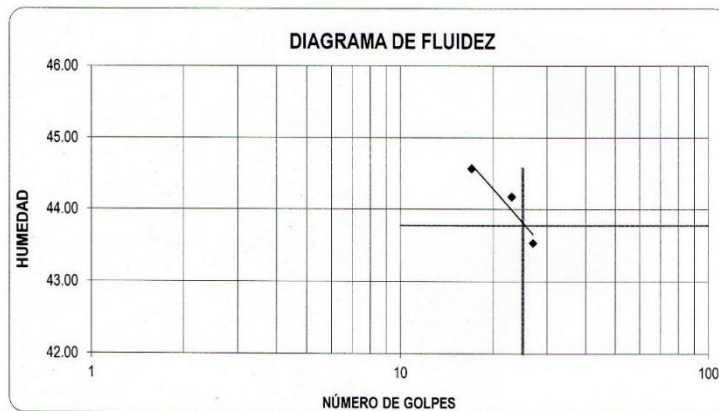 DIAGRAMA DE FLUIDEZ
46.00
45.00
44.00
43.00
42.00
HUMEDAD
1
10
100
NÚMERO DE GOLPES